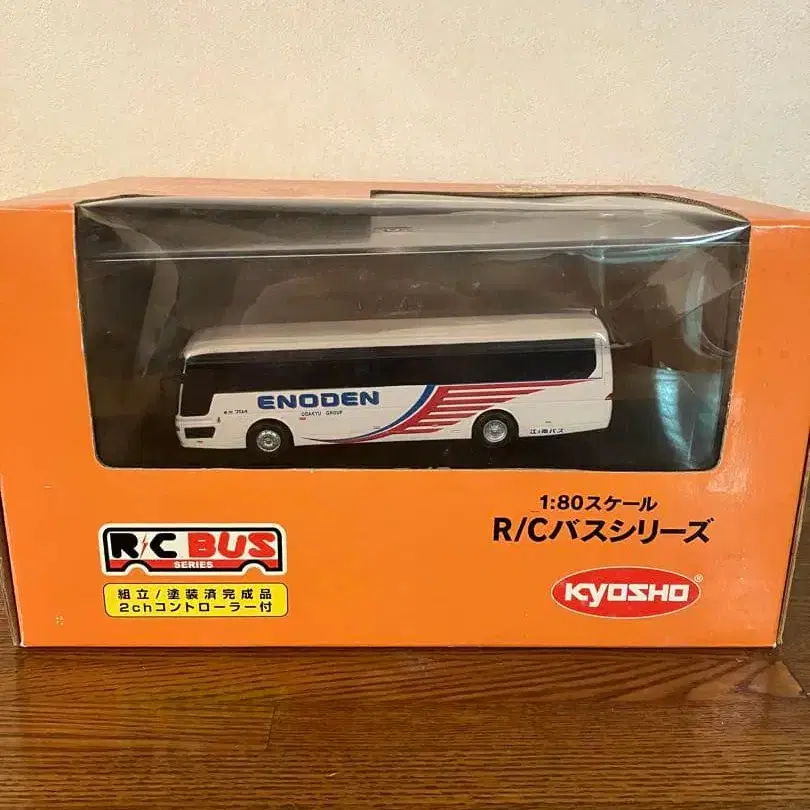 ENODEN
ODAKYU GROUP
江ノ電バス
1:80スケール
R/Cバスシリーズ
R/C BUS
SERIES
組立/塗装済完成品
2chコントローラー付
KYOSHO®